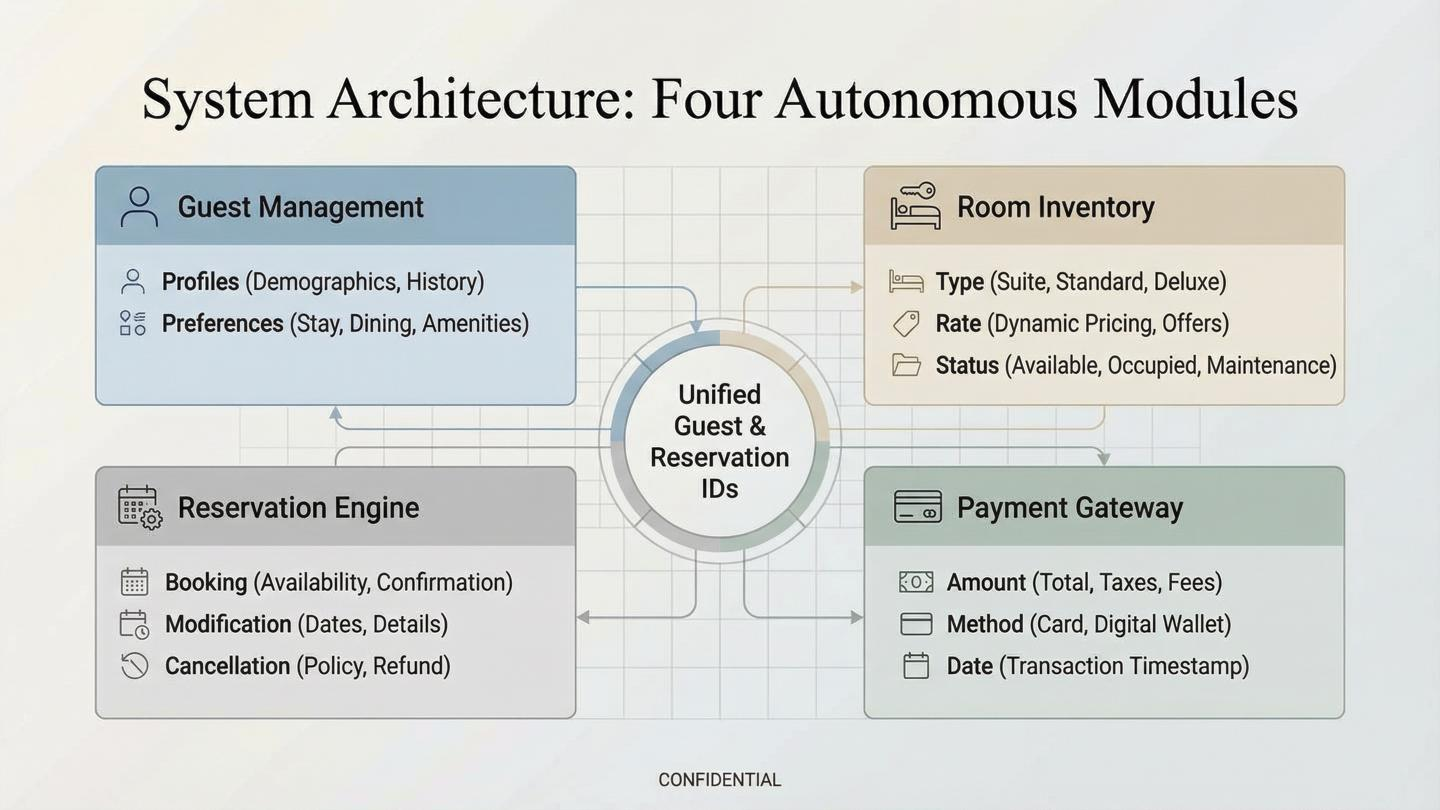 System Architecture: Four Autonomous Modules
Guest Management
Profiles (Demographics, History)
Preferences (Stay, Dining, Amenities)
Room Inventory
Type (Suite, Standard, Deluxe)
Rate (Dynamic Pricing, Offers)
Status (Available, Occupied, Maintenance)
Unified
Guest &
Reservation
IDs
Reservation Engine
Booking (Availability, Confirmation)
Modification (Dates, Details)
Cancellation (Policy, Refund)
Payment Gateway
Amount (Total, Taxes, Fees)
Method (Card, Digital Wallet)
Date (Transaction Timestamp)
CONFIDENTIAL